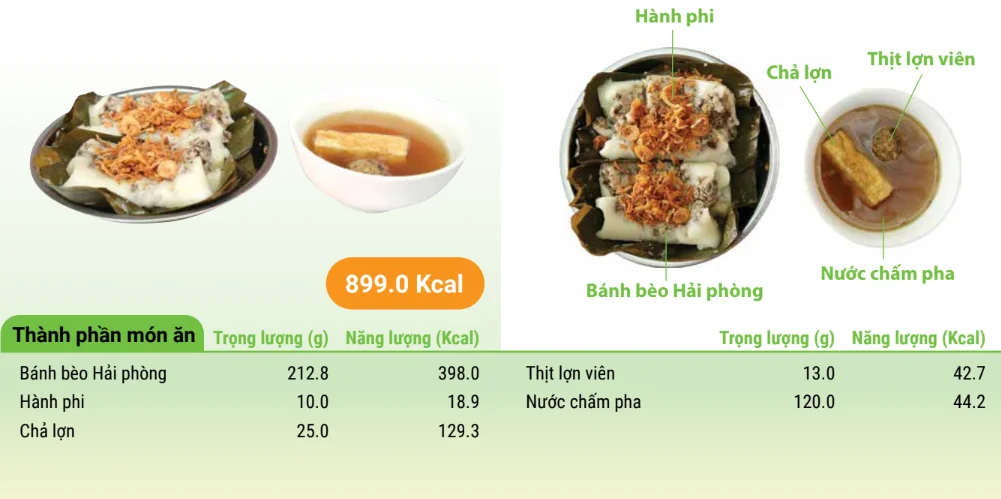 Hành phi
Thịt lợn viên
Chả lợn
Nước chấm pha
Bánh bèo Hải phòng
899.0 Kcal
Thành phần món ăn Trọng lượng (g) Năng lượng (Kcal)
Bánh bèo Hải phòng 212.8 398.0
Hành phi 10.0 18.9
Chả lợn 25.0 129.3
Trọng lượng (g) Năng lượng (Kcal)
Thịt lợn viên 13.0 42.7
Nước chấm pha 120.0 44.2